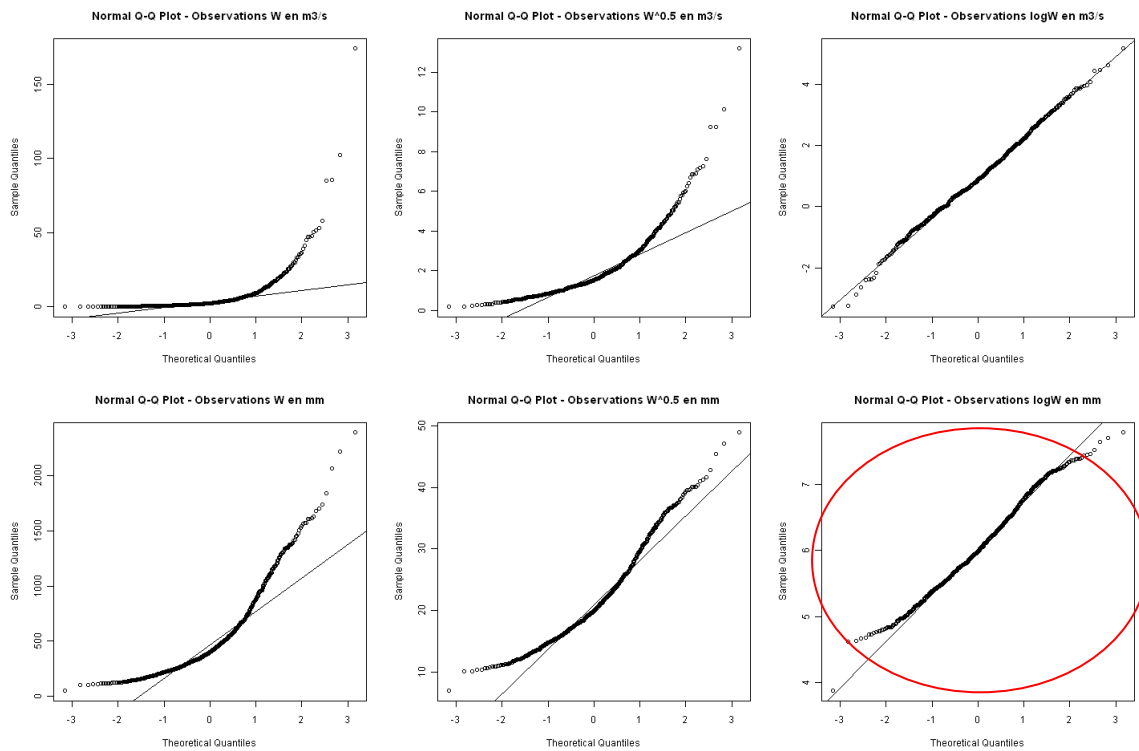 Normal Q-Q Plot - Observations W en m3/s
Normal Q-Q Plot - Observations W^0.5 en m3/s
Normal Q-Q Plot - Observations logW en m3/s
Sample Quantiles
0 50 100 150
-3 -2 -1 0 1 2 3
Theoretical Quantiles
Sample Quantiles
0 2 4 6 8 10 12
-3 -2 -1 0 1 2 3
Theoretical Quantiles
Sample Quantiles
-2 0 2 4
-3 -2 -1 0 1 2 3
Theoretical Quantiles
Normal Q-Q Plot - Observations W en mm
Normal Q-Q Plot - Observations W^0.5 en mm
Normal Q-Q Plot - Observations logW en mm
Sample Quantiles
0 500 1000 1500 2000
-3 -2 -1 0 1 2 3
Theoretical Quantiles
Sample Quantiles
10 20 30 40 50
-3 -2 -1 0 1 2 3
Theoretical Quantiles
Sample Quantiles
4 5 6 7
-3 -2 -1 0 1 2 3
Theoretical Quantiles